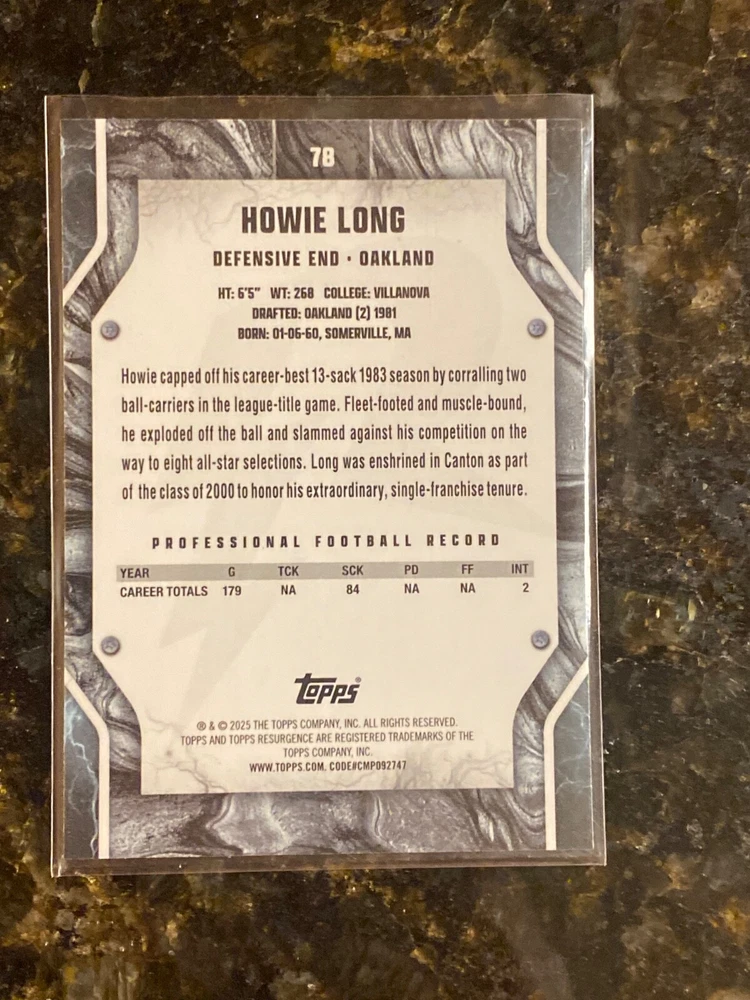 78
HOWIE LONG
DEFENSIVE END · OAKLAND
HT: 6'5" WT: 268 COLLEGE: VILLANOVA
DRAFTED: OAKLAND (2) 1981
BORN: 01-06-60, SOMERVILLE, MA
Howie capped off his career-best 13-sack 1983 season by corralling two
ball-carriers in the league-title game. Fleet-footed and muscle-bound,
he exploded off the ball and slammed against his competition on the
way to eight all-star selections. Long was enshrined in Canton as part
of the class of 2000 to honor his extraordinary, single-franchise tenure.
PROFESSIONAL FOOTBALL RECORD
YEAR G TCK SCK PD FF INT
CAREER TOTALS 179 NA 84 NA NA 2
topps®
® & © 2025 THE TOPPS COMPANY, INC. ALL RIGHTS RESERVED.
TOPPS AND TOPPS RESURGENCE ARE REGISTERED TRADEMARKS OF THE
TOPPS COMPANY, INC.
WWW.TOPPS.COM. CODE#CMP092747